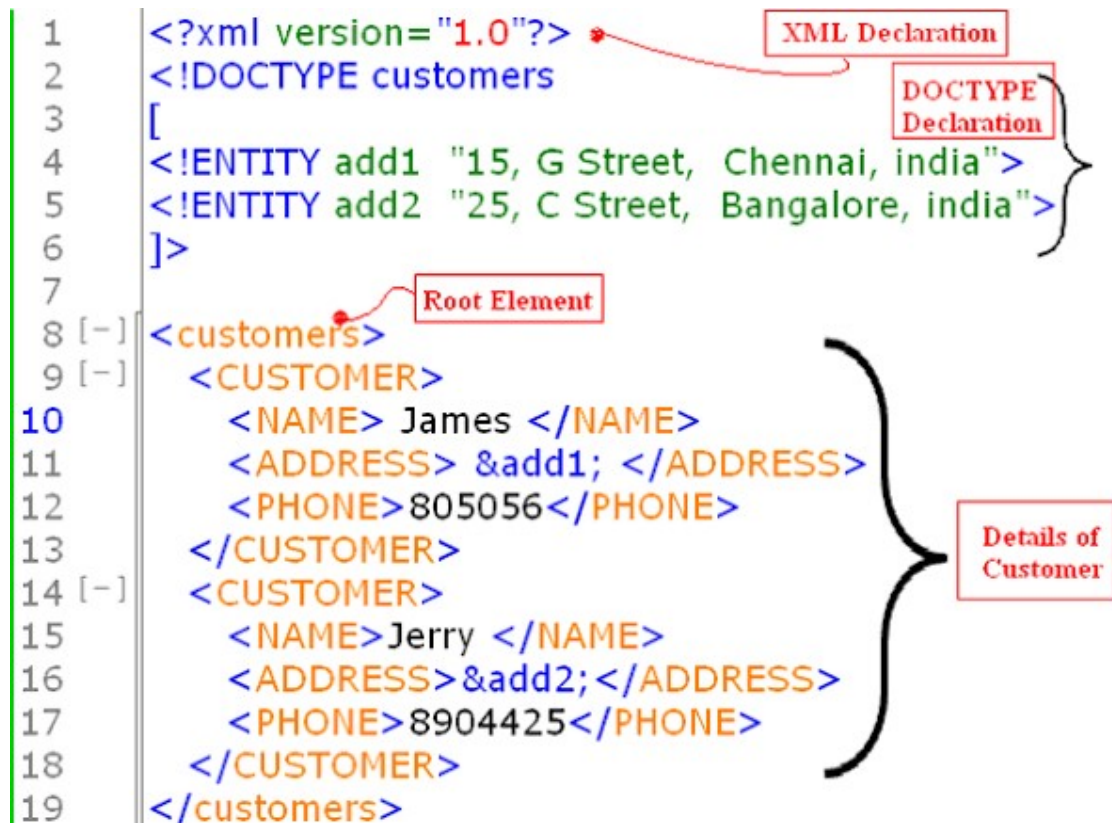 1 <?xml version="1.0"?> XML Declaration
2 <!DOCTYPE customers
DOCTYPE
Declaration
3 [
4 <!ENTITY add1 "15, G Street, Chennai, india">
5 <!ENTITY add2 "25, C Street, Bangalore, india">
6 ]>
7
Root Element
8 [-] <customers>
9 [-] <CUSTOMER>
10 <NAME> James </NAME>
11 <ADDRESS> &add1; </ADDRESS>
12 <PHONE>805056</PHONE>
13 </CUSTOMER>
Details of
Customer
14 [-] <CUSTOMER>
15 <NAME>Jerry </NAME>
16 <ADDRESS>&add2;</ADDRESS>
17 <PHONE>8904425</PHONE>
18 </CUSTOMER>
19 </customers>